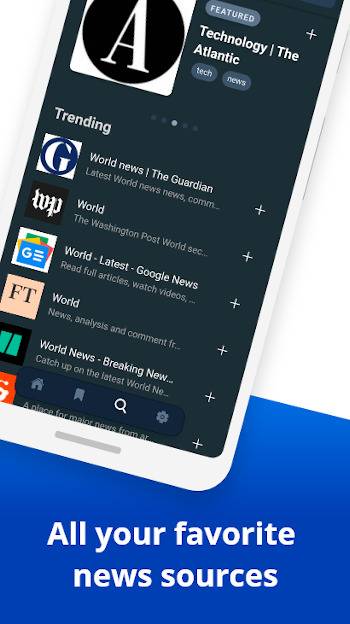 A
FEATURED
Technology | The
Atlantic
tech
news
Trending
G
World news | The Guardian
Latest World news news, comm...
wp
World
The Washington Post World sec...
G
World - Latest - Google News
Read full articles, watch videos, ...
FT
World
News, analysis and comment fr...
World News - Breaking New...
Catch up on the latest World Ne...
A place for major news from ar...
All your favorite
news sources